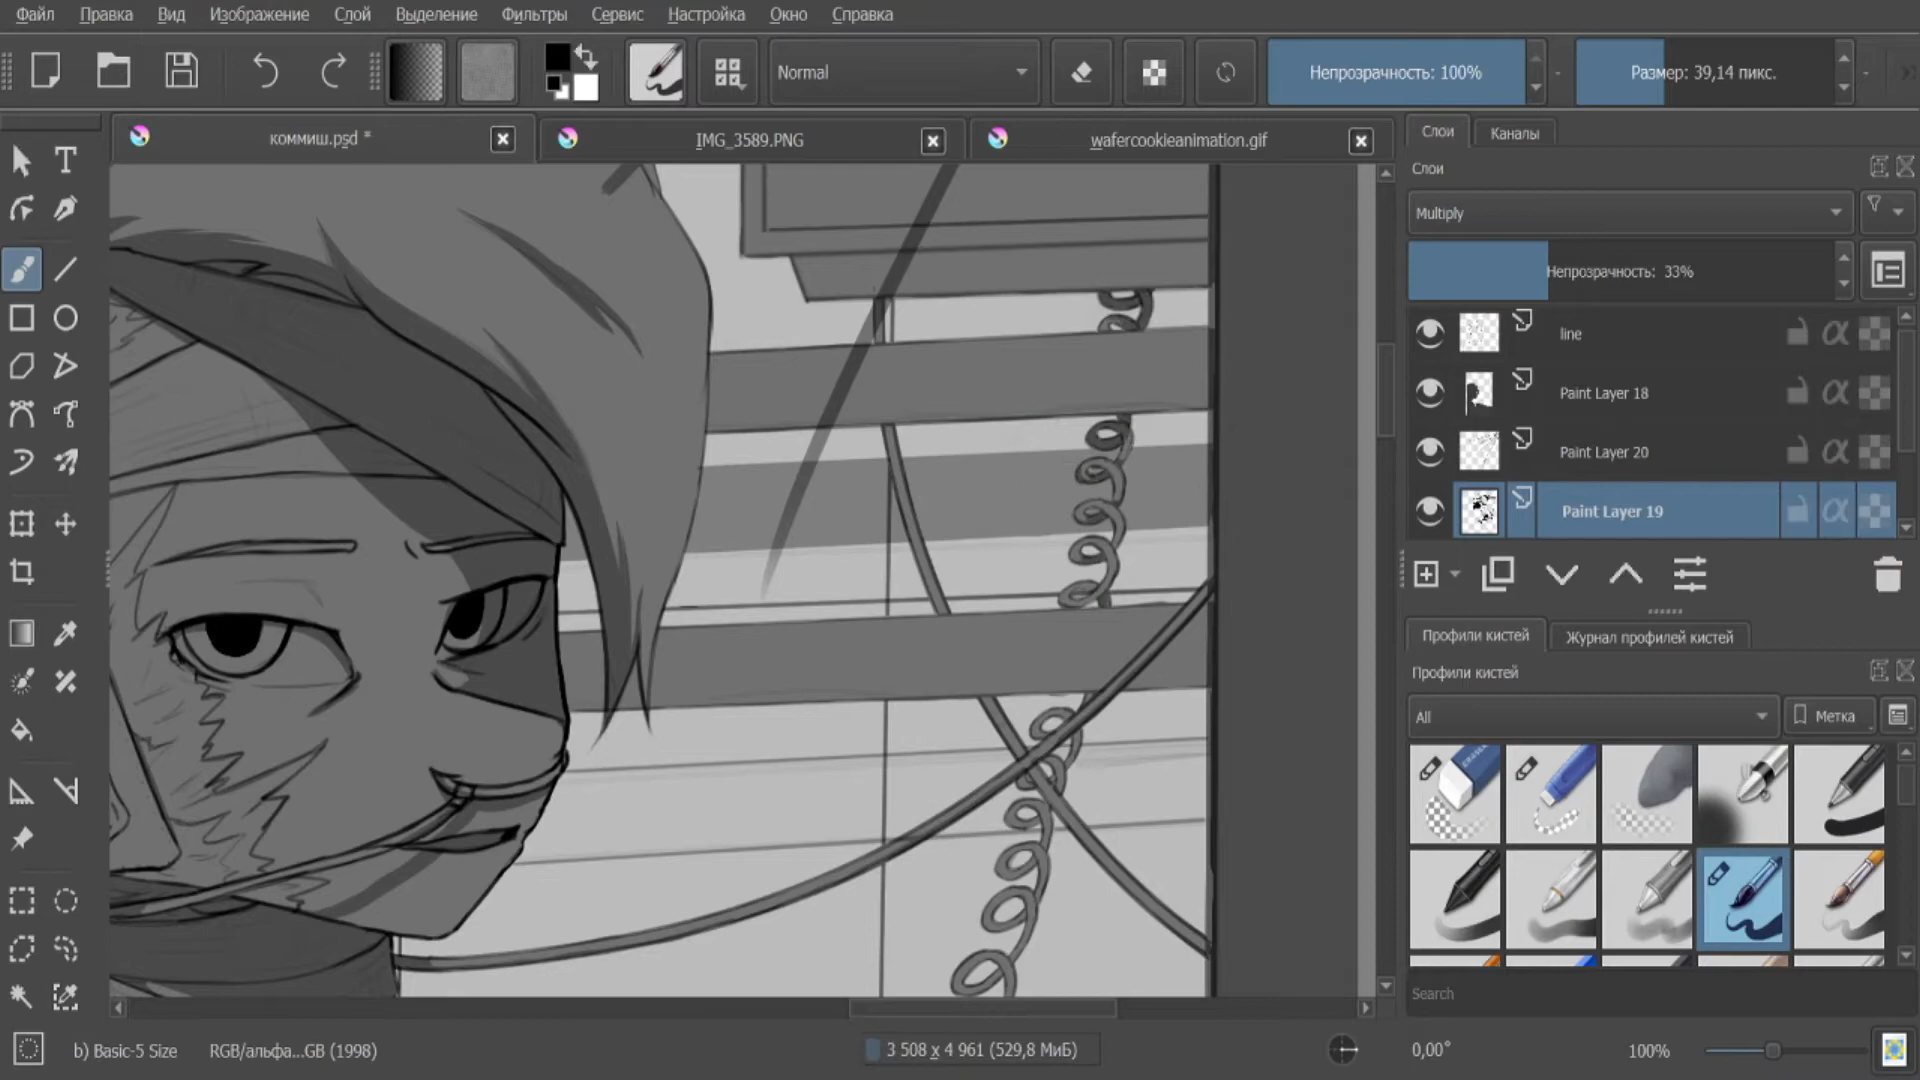 Файл Правка Вид Изображение Слой Выделение Фильтры Сервис Настройка Окно Справка
Normal Непрозрачность: 100% Размер: 39,14 пикс.
коммиш.psd * IMG_3589.PNG wafercookieanimation.gif
Слои Каналы
Слои
Multiply
Непрозрачность: 33%
line
Paint Layer 18
Paint Layer 20
Paint Layer 19
Профили кистей Журнал профилей кистей
Профили кистей
All Метка
Search
b) Basic-5 Size RGB/альфа...GB (1998) 3 508 x 4 961 (529,8 МиБ) 0,00° 100%